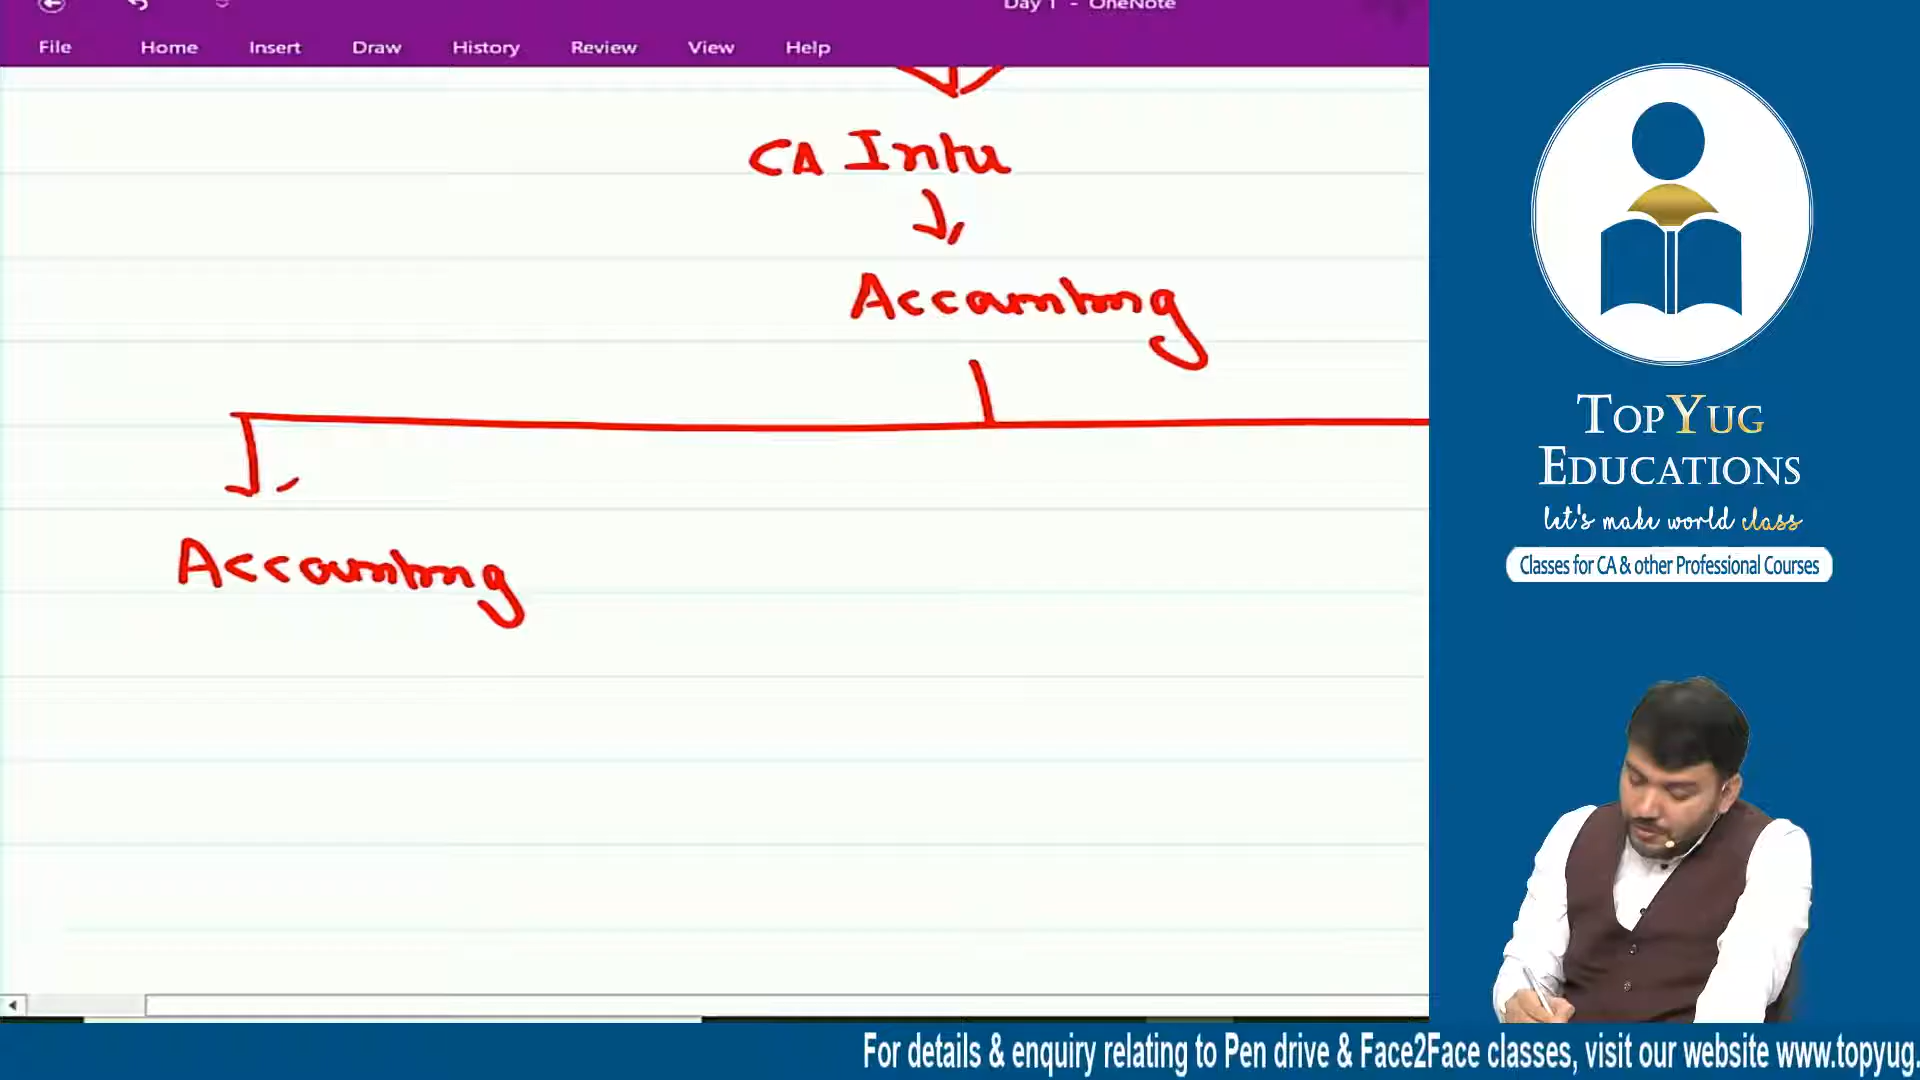 Day 1 - OneNote
File Home Insert Draw History Review View Help
CA Inter
Accounting
Accounting
TOPYUG
EDUCATIONS
let's make world class
Classes for CA & other Professional Courses
For details & enquiry relating to Pen drive & Face2Face classes, visit our website www.topyug.